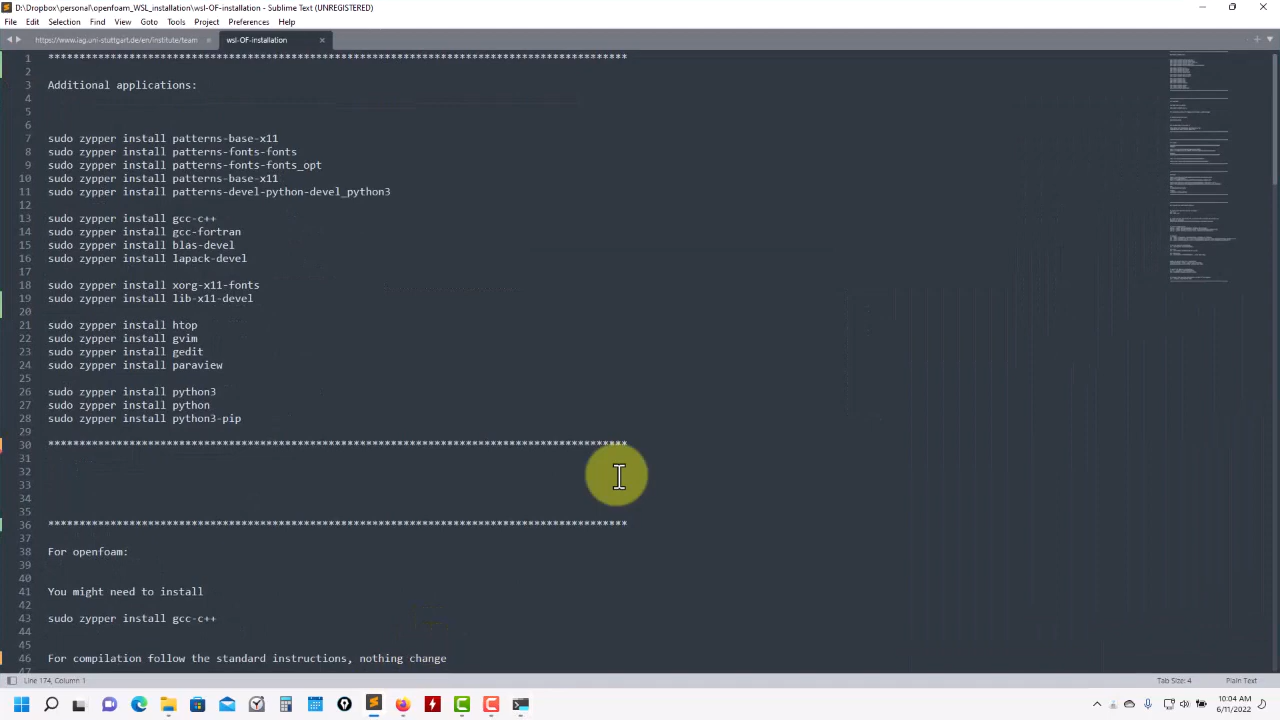 D:\Dropbox\personal\openfoam_WSL_installation\wsl-OF-installation - Sublime Text (UNREGISTERED)
File Edit Selection Find View Goto Tools Project Preferences Help
https://www.iag.uni-stuttgart.de/en/institute/team wsl-OF-installation
1 *********************************************************************************************
2
3 Additional applications:
4
5
6
7 sudo zypper install patterns-base-x11
8 sudo zypper install patterns-fonts-fonts
9 sudo zypper install patterns-fonts-fonts_opt
10 sudo zypper install patterns-base-x11
11 sudo zypper install patterns-devel-python-devel_python3
12
13 sudo zypper install gcc-c++
14 sudo zypper install gcc-fortran
15 sudo zypper install blas-devel
16 sudo zypper install lapack-devel
17
18 sudo zypper install xorg-x11-fonts
19 sudo zypper install lib-x11-devel
20
21 sudo zypper install htop
22 sudo zypper install gvim
23 sudo zypper install gedit
24 sudo zypper install paraview
25
26 sudo zypper install python3
27 sudo zypper install python
28 sudo zypper install python3-pip
29
30 *********************************************************************************************
31
32
33
34
35
36 *********************************************************************************************
37
38 For openfoam:
39
40
41 You might need to install
42
43 sudo zypper install gcc-c++
44
45
46 For compilation follow the standard instructions, nothing change
47
Line 174, Column 1 Tab Size: 4 Plain Text
10:04 AM
6/11/2022